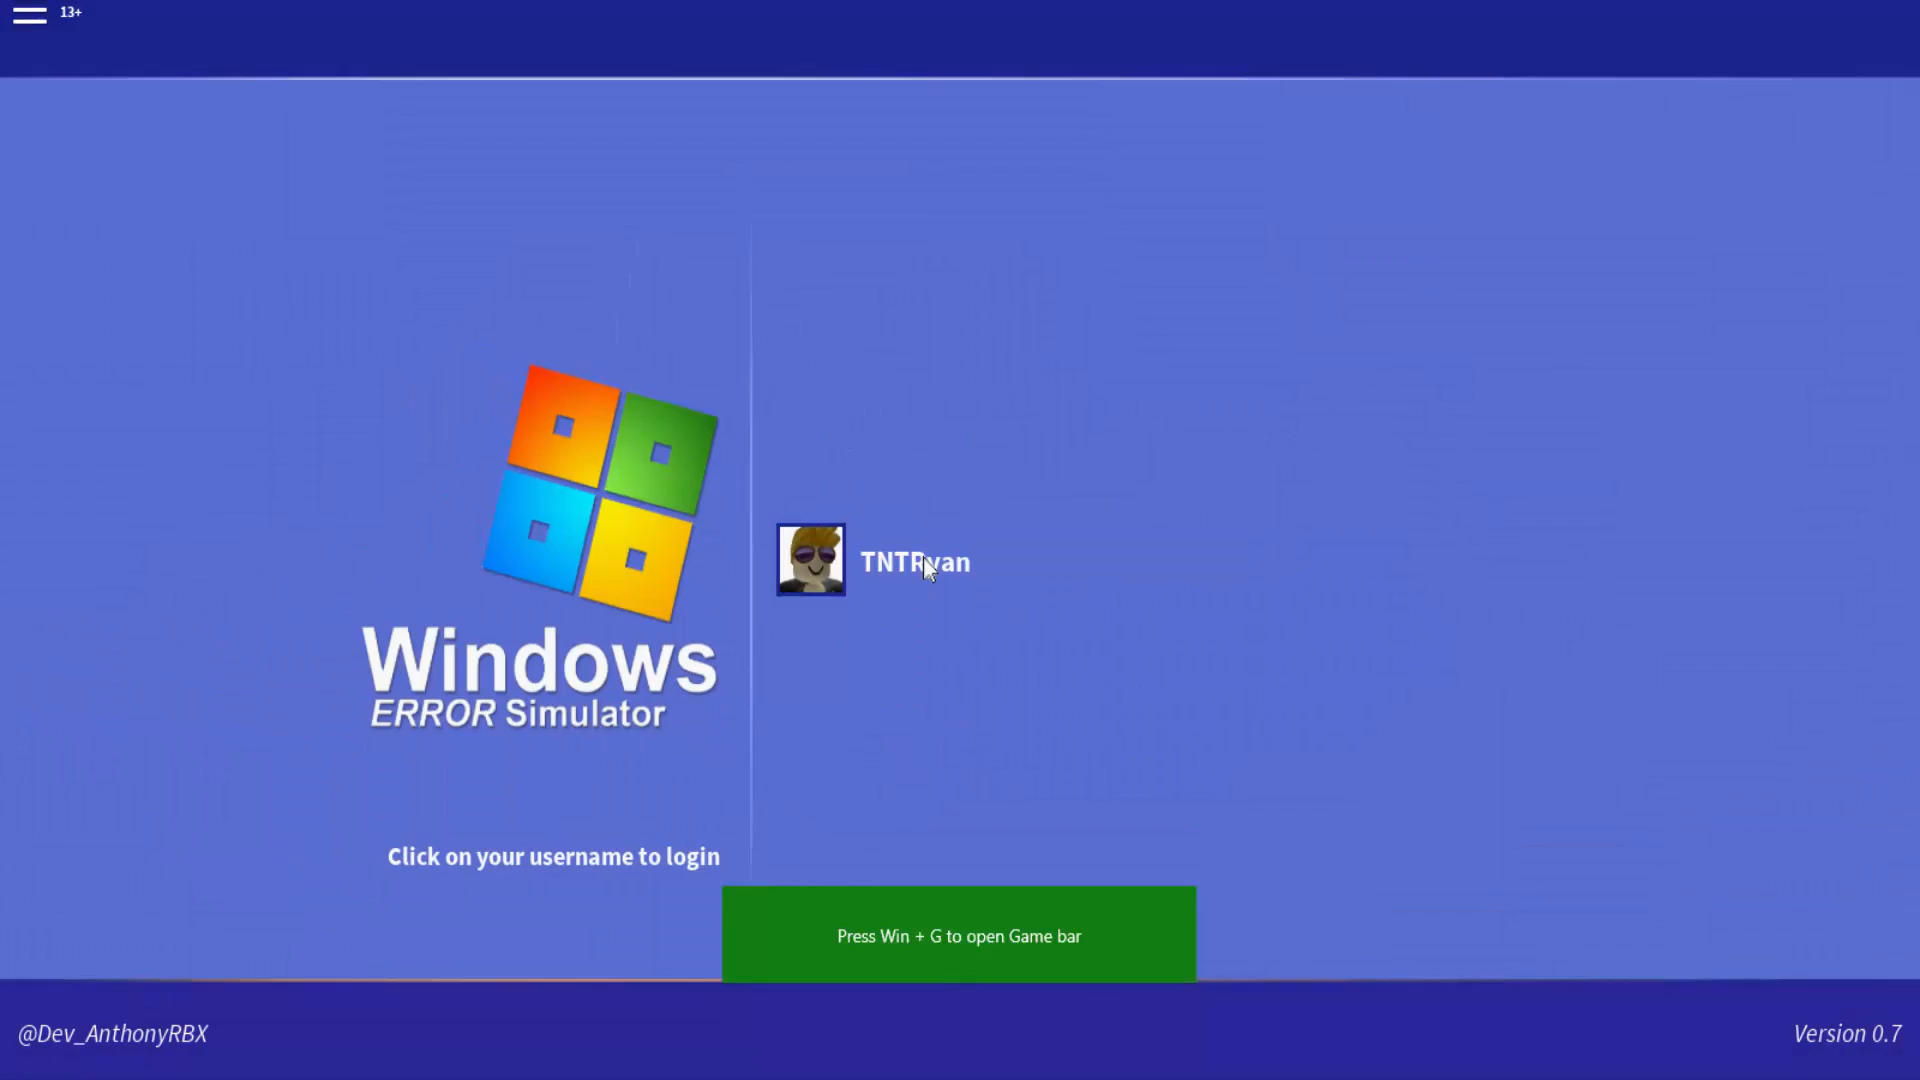 13+
TNTRyan
Windows
ERROR Simulator
Click on your username to login
Press Win + G to open Game bar
@Dev_AnthonyRBX
Version 0.7